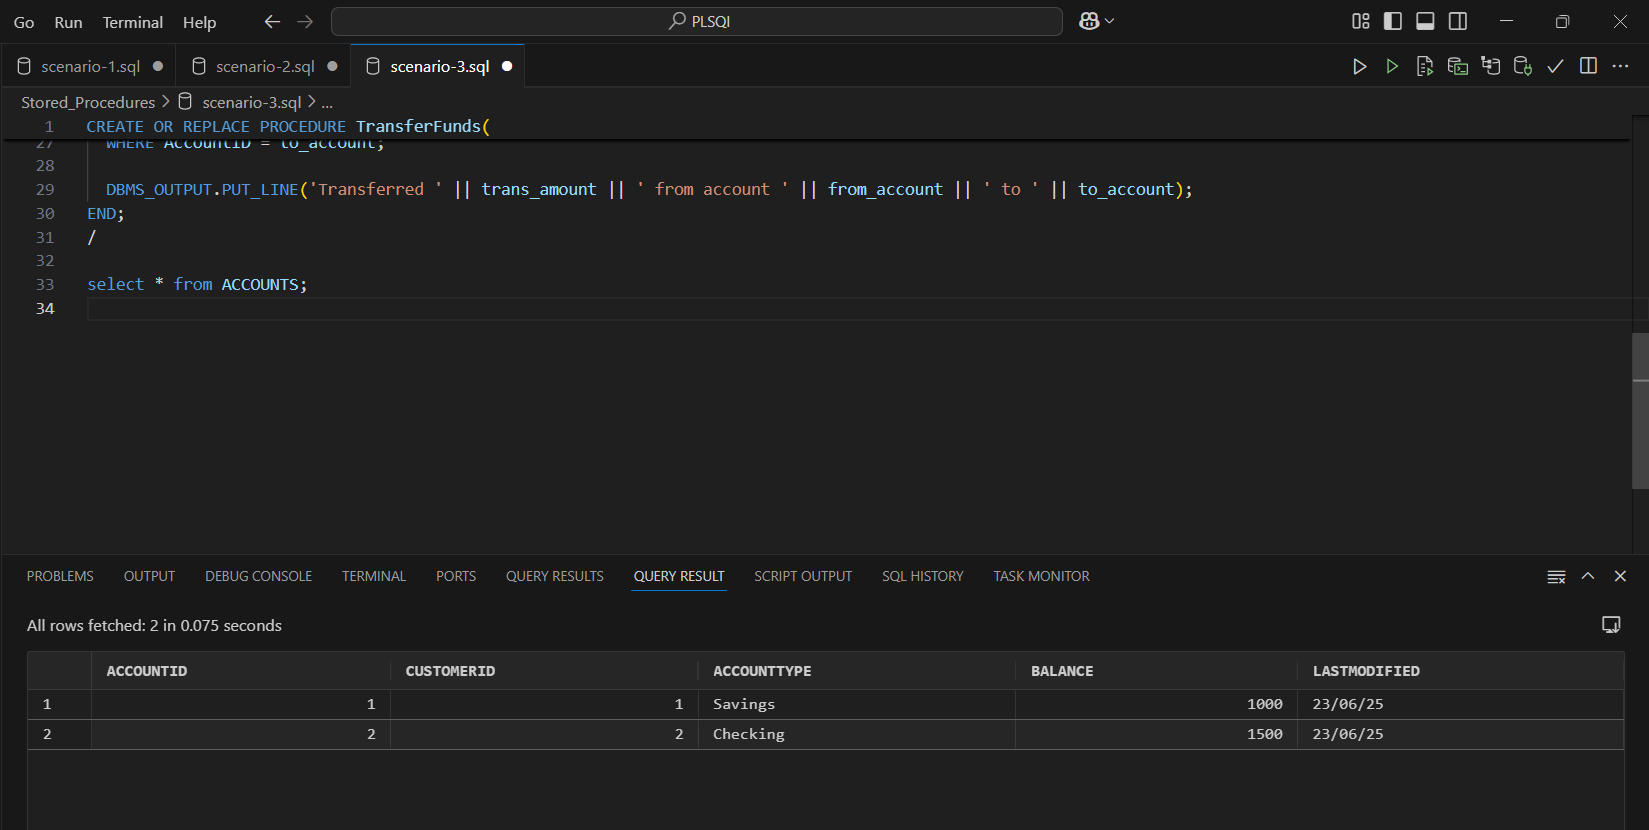 Go Run Terminal Help PLSQl
scenario-1.sql scenario-2.sql scenario-3.sql
Stored_Procedures > scenario-3.sql > ...
1 CREATE OR REPLACE PROCEDURE TransferFunds(
27 WHERE AccountID = to_account;
28
29 DBMS_OUTPUT.PUT_LINE('Transferred ' || trans_amount || ' from account ' || from_account || ' to ' || to_account);
30 END;
31 /
32
33 select * from ACCOUNTS;
34
PROBLEMS OUTPUT DEBUG CONSOLE TERMINAL PORTS QUERY RESULTS QUERY RESULT SCRIPT OUTPUT SQL HISTORY TASK MONITOR
All rows fetched: 2 in 0.075 seconds
ACCOUNTID CUSTOMERID ACCOUNTTYPE BALANCE LASTMODIFIED
1 1 1 Savings 1000 23/06/25
2 2 2 Checking 1500 23/06/25